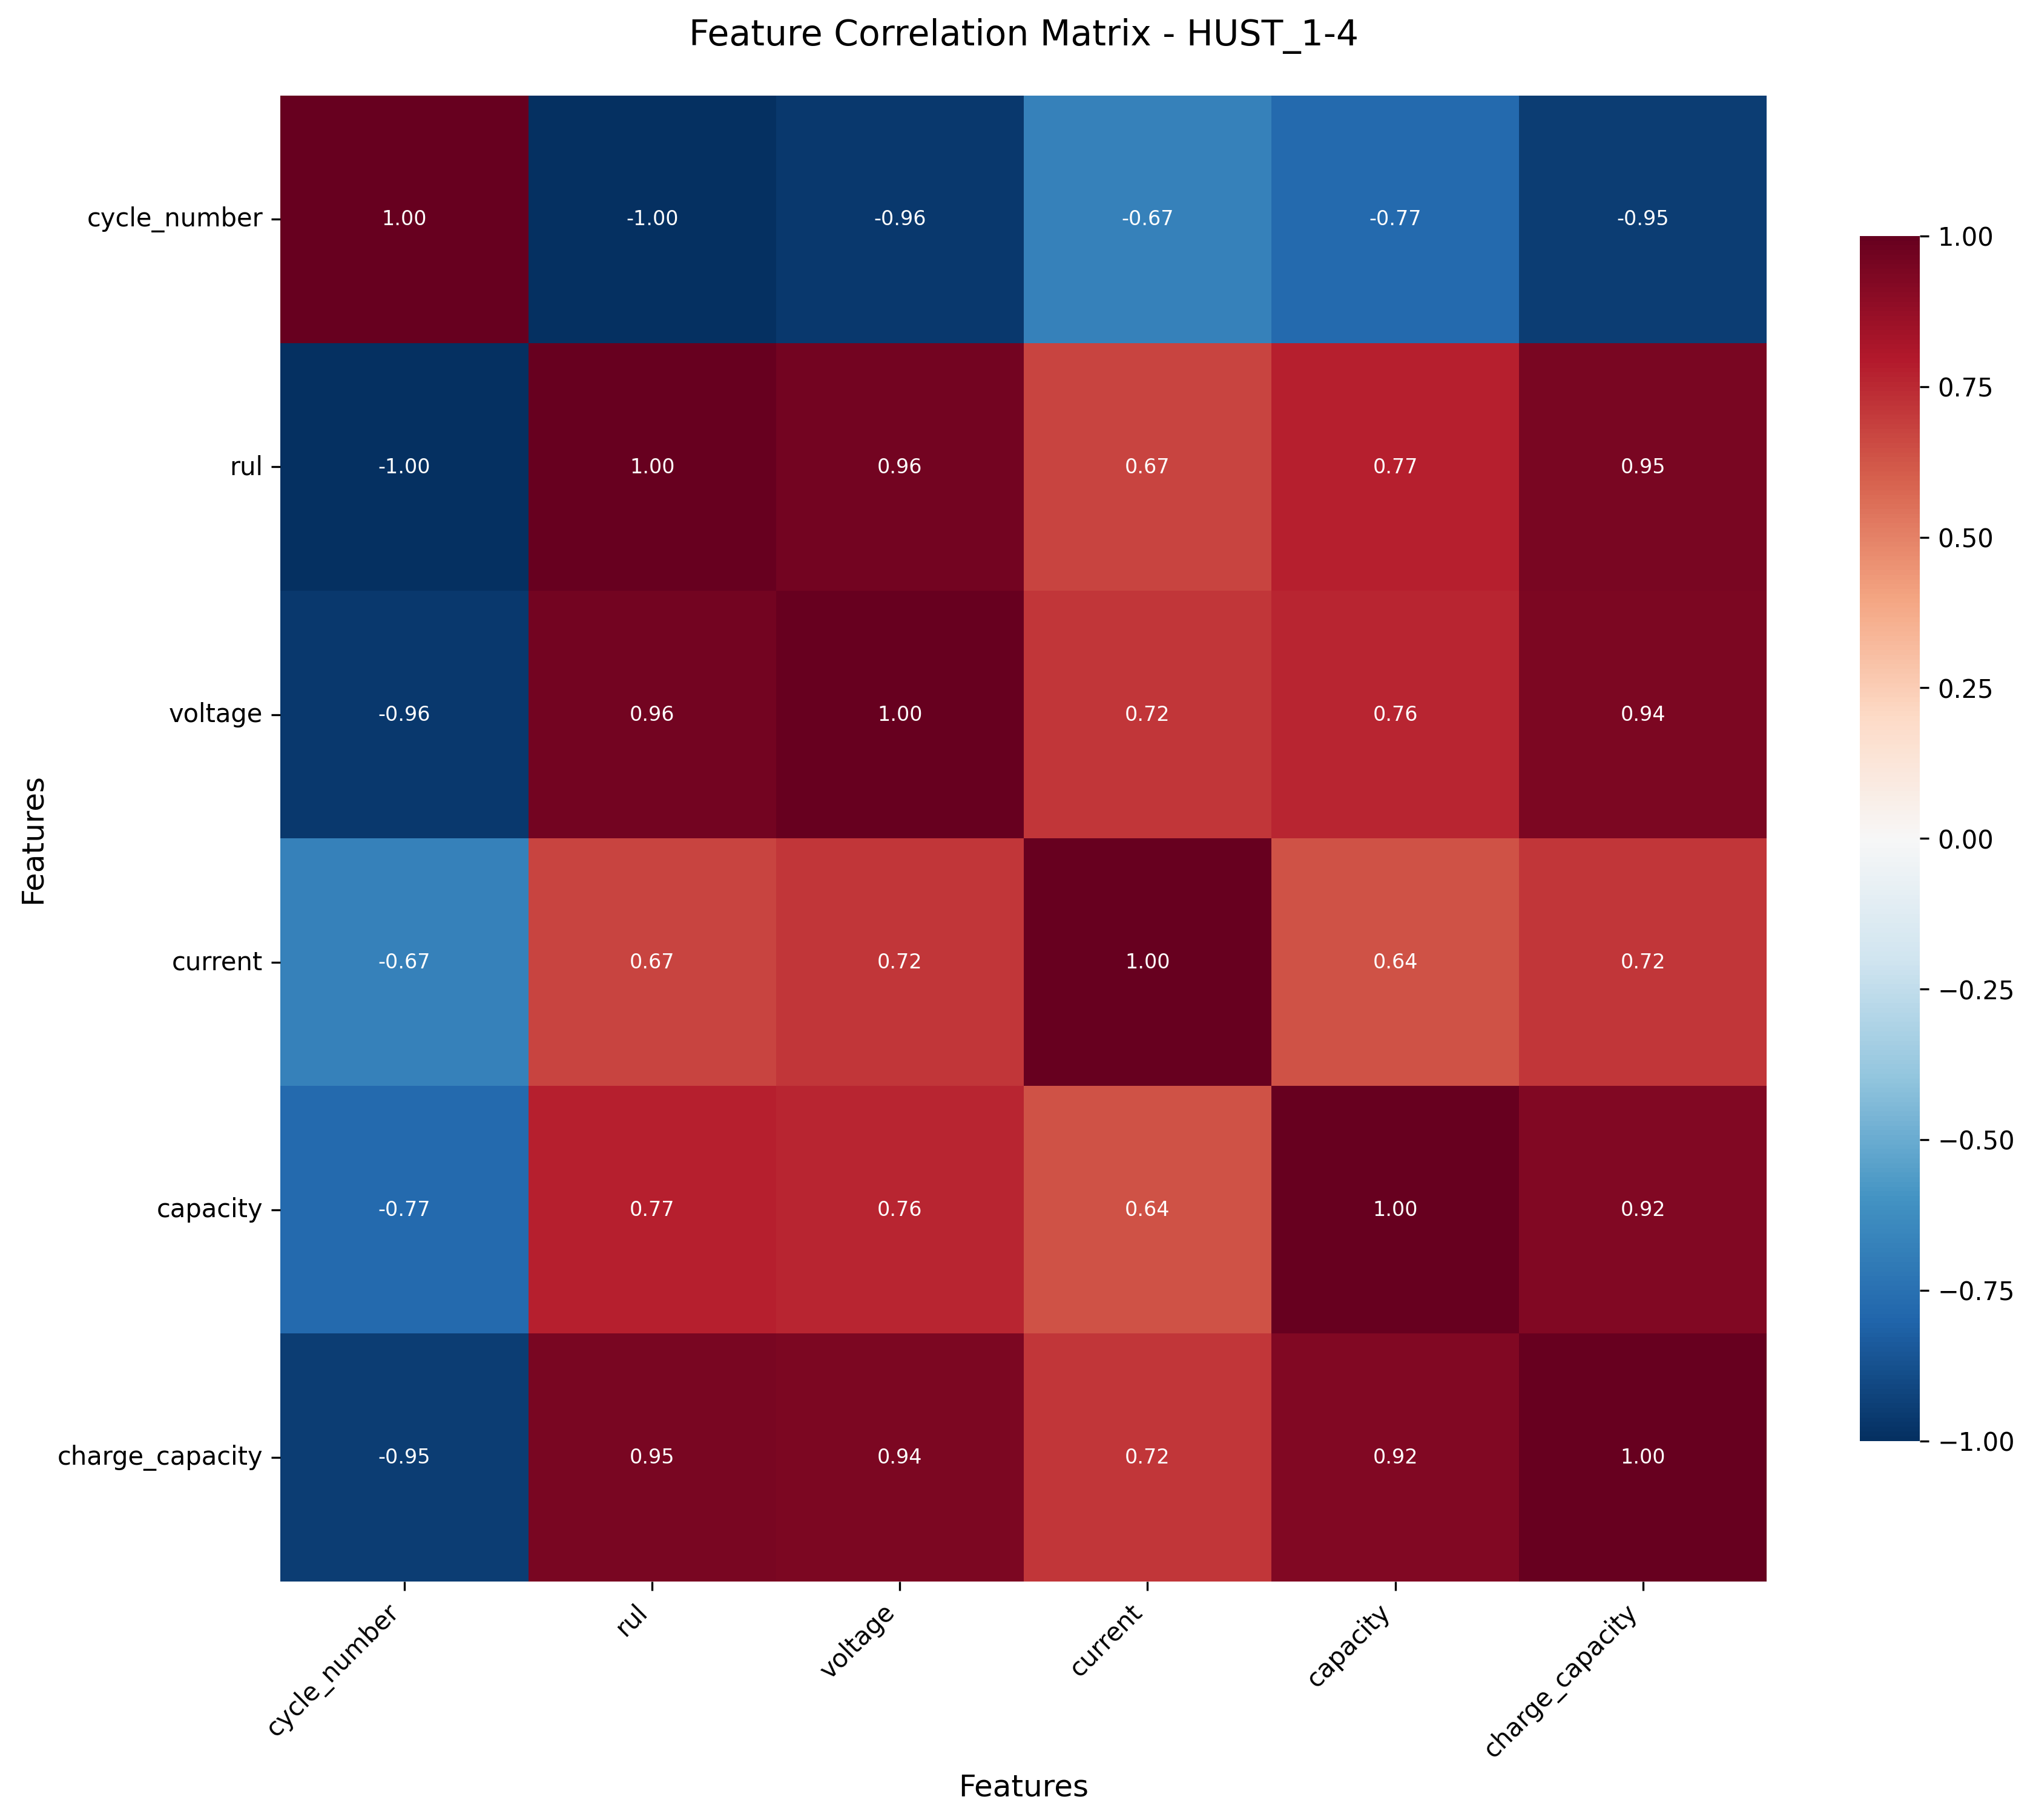 Feature Correlation Matrix - HUST_1-4
Features
cycle_number 1.00 -1.00 -0.96 -0.67 -0.77 -0.95
rul -1.00 1.00 0.96 0.67 0.77 0.95
voltage -0.96 0.96 1.00 0.72 0.76 0.94
current -0.67 0.67 0.72 1.00 0.64 0.72
capacity -0.77 0.77 0.76 0.64 1.00 0.92
charge_capacity -0.95 0.95 0.94 0.72 0.92 1.00
cycle_number rul voltage current capacity charge_capacity
Features
1.00
0.75
0.50
0.25
0.00
−0.25
−0.50
−0.75
−1.00